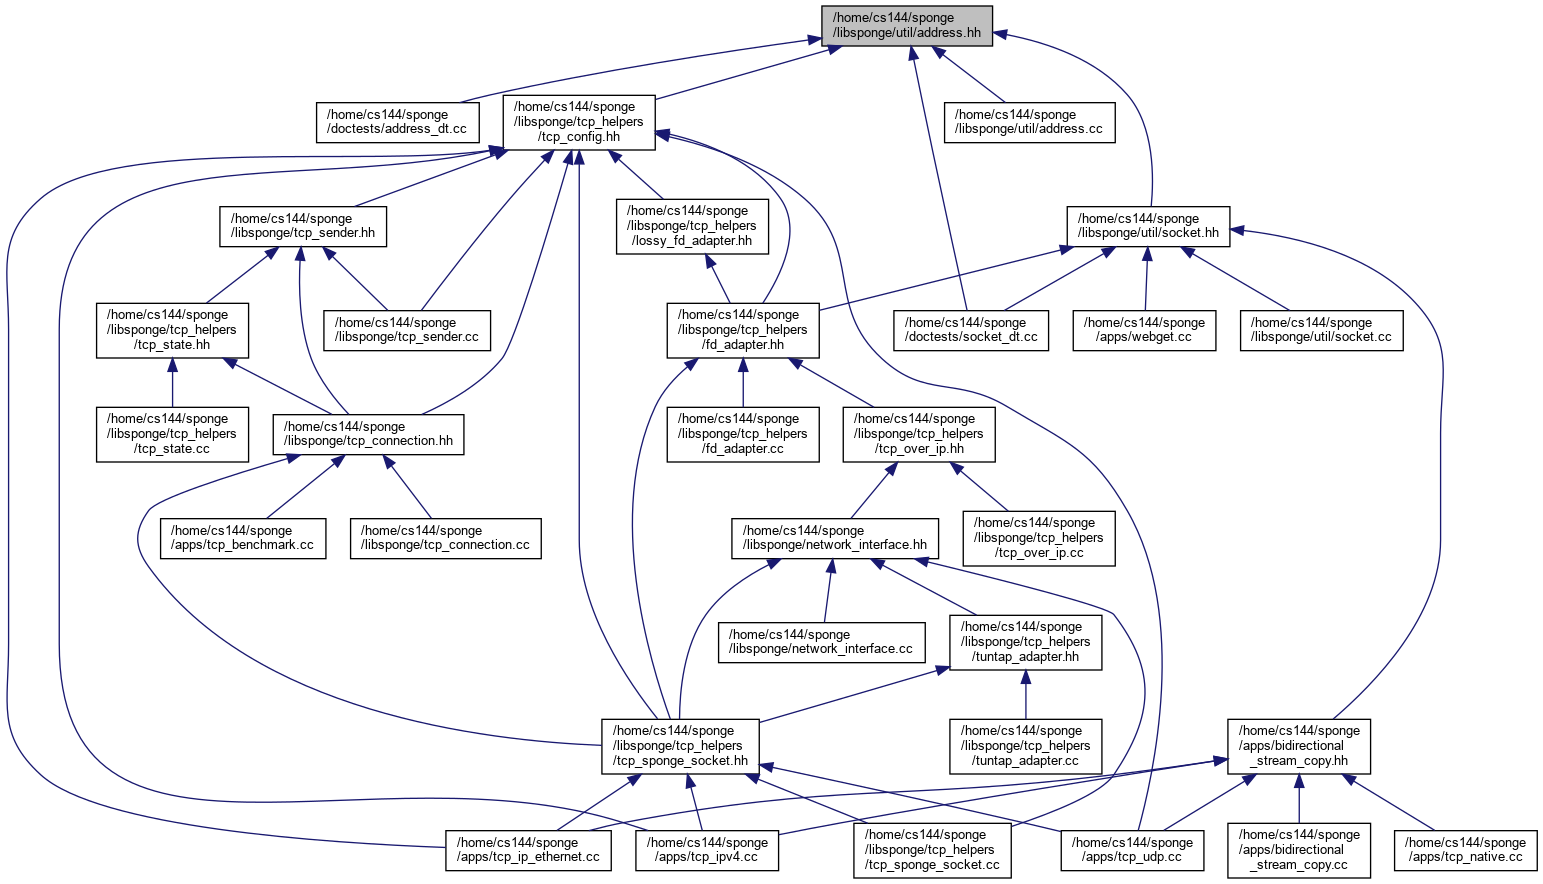 /home/cs144/sponge
/libsponge/util/address.hh
/home/cs144/sponge
/doctests/address_dt.cc
/home/cs144/sponge
/libsponge/tcp_helpers
/tcp_config.hh
/home/cs144/sponge
/libsponge/util/address.cc
/home/cs144/sponge
/libsponge/tcp_sender.hh
/home/cs144/sponge
/libsponge/tcp_helpers
/lossy_fd_adapter.hh
/home/cs144/sponge
/libsponge/util/socket.hh
/home/cs144/sponge
/libsponge/tcp_helpers
/tcp_state.hh
/home/cs144/sponge
/libsponge/tcp_sender.cc
/home/cs144/sponge
/libsponge/tcp_helpers
/fd_adapter.hh
/home/cs144/sponge
/doctests/socket_dt.cc
/home/cs144/sponge
/apps/webget.cc
/home/cs144/sponge
/libsponge/util/socket.cc
/home/cs144/sponge
/libsponge/tcp_helpers
/tcp_state.cc
/home/cs144/sponge
/libsponge/tcp_connection.hh
/home/cs144/sponge
/libsponge/tcp_helpers
/fd_adapter.cc
/home/cs144/sponge
/libsponge/tcp_helpers
/tcp_over_ip.hh
/home/cs144/sponge
/apps/tcp_benchmark.cc
/home/cs144/sponge
/libsponge/tcp_connection.cc
/home/cs144/sponge
/libsponge/network_interface.hh
/home/cs144/sponge
/libsponge/tcp_helpers
/tcp_over_ip.cc
/home/cs144/sponge
/libsponge/network_interface.cc
/home/cs144/sponge
/libsponge/tcp_helpers
/tuntap_adapter.hh
/home/cs144/sponge
/libsponge/tcp_helpers
/tcp_sponge_socket.hh
/home/cs144/sponge
/libsponge/tcp_helpers
/tuntap_adapter.cc
/home/cs144/sponge
/apps/bidirectional
_stream_copy.hh
/home/cs144/sponge
/apps/tcp_ip_ethernet.cc
/home/cs144/sponge
/apps/tcp_ipv4.cc
/home/cs144/sponge
/libsponge/tcp_helpers
/tcp_sponge_socket.cc
/home/cs144/sponge
/apps/tcp_udp.cc
/home/cs144/sponge
/apps/bidirectional
_stream_copy.cc
/home/cs144/sponge
/apps/tcp_native.cc